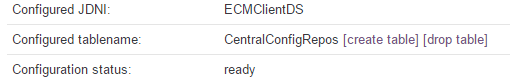 Configured JDNI: ECMClientDS
Configured tablename: CentralConfigRepos [create table] [drop table]
Configuration status: ready